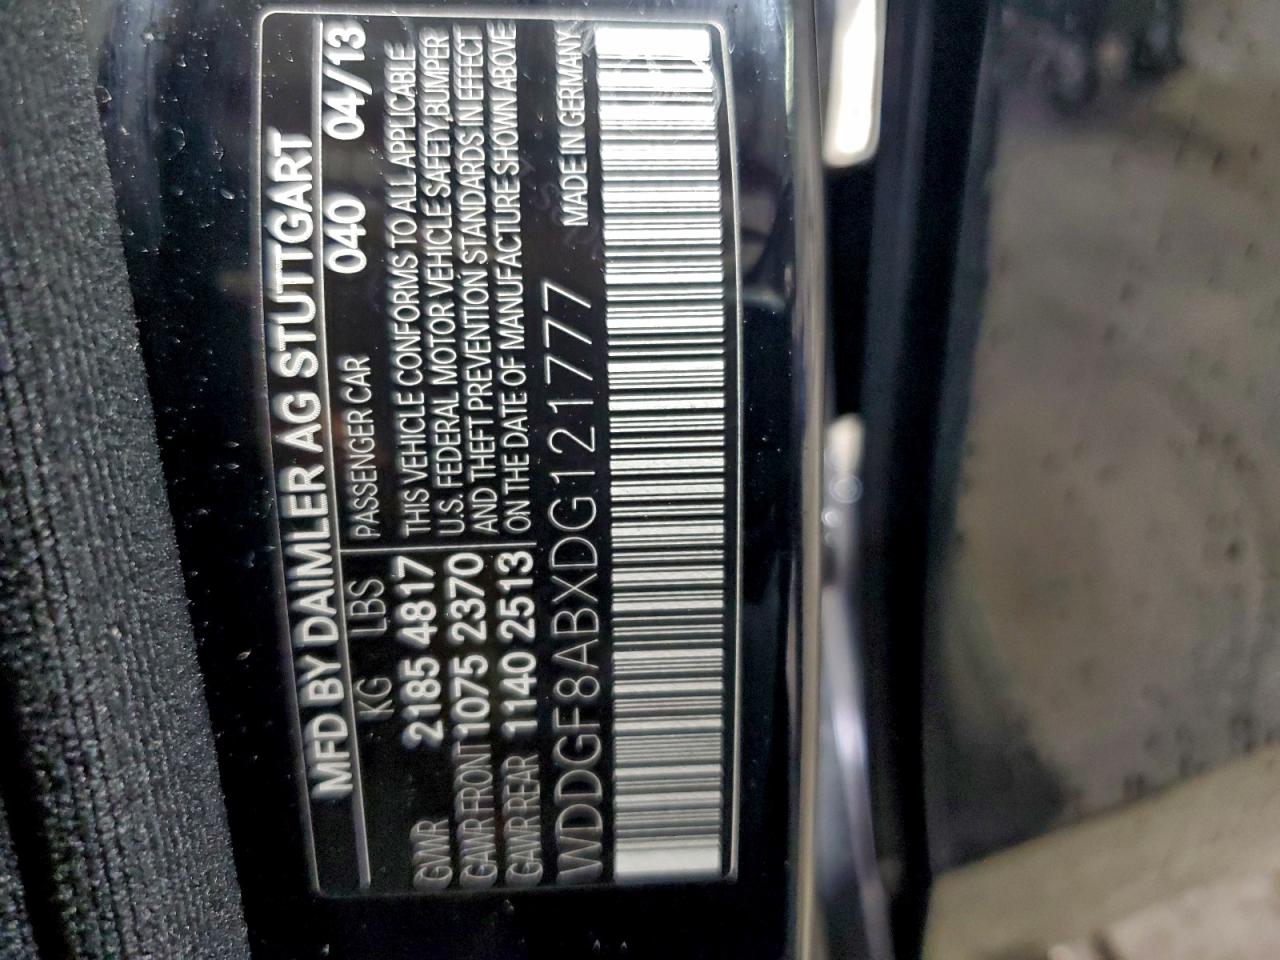 MFD BY DAIMLER AG STUTTGART
KG LBS PASSENGER CAR 040 04/13
GVWR 2185 4817 THIS VEHICLE CONFORMS TO ALL APPLICABLE
GAWR FRONT 1075 2370 U.S. FEDERAL MOTOR VEHICLE SAFETY, BUMPER
GAWR REAR 1140 2513 AND THEFT PREVENTION STANDARDS IN EFFECT
ON THE DATE OF MANUFACTURE SHOWN ABOVE
WDDGF8ABXDG121777 MADE IN GERMANY